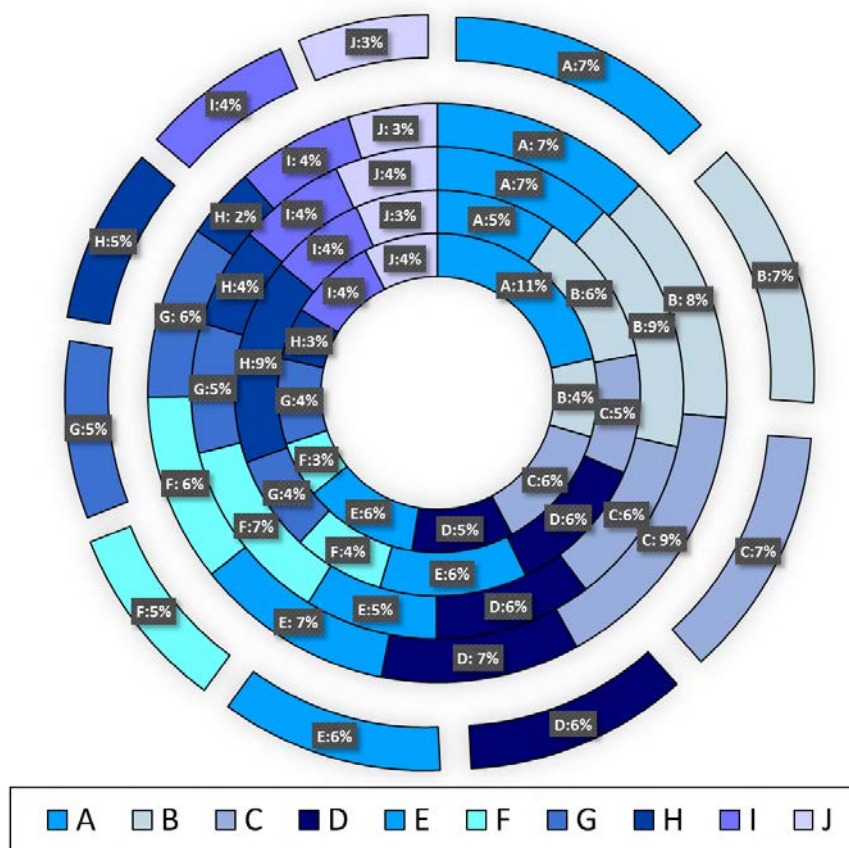 J:3%
A:7%
I:4%
J: 3%
A: 7%
I: 4%
J:4%
A:7%
B:7%
H:5%
H: 2%
I:4%
J:3%
A:5%
I:4%
J:4%
H:4%
I:4%
A:11%
B:6%
B: 8%
G: 6%
B:9%
H:3%
H:9%
G:5%
G:4%
B:4%
C:5%
G:5%
F:3%
F: 6%
C:6%
G:4%
E:6%
D:5%
D:6%
C:6%
F:7%
C: 9%
F:4%
C:7%
E:6%
E:5%
D:6%
F:5%
E: 7%
D: 7%
D:6%
E:6%
A B C D E F G H I J